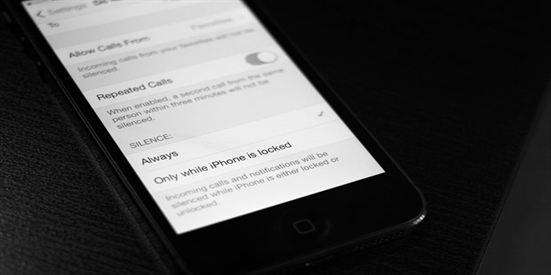 Settings
To
Allow Calls From
Favorites
Incoming calls from your favorites will not be
silenced.
Repeated Calls
When enabled, a second call from the same
person within three minutes will not be
silenced.
SILENCE:
Always
Only while iPhone is locked
Incoming calls and notifications will be
silenced while iPhone is either locked or
unlocked.